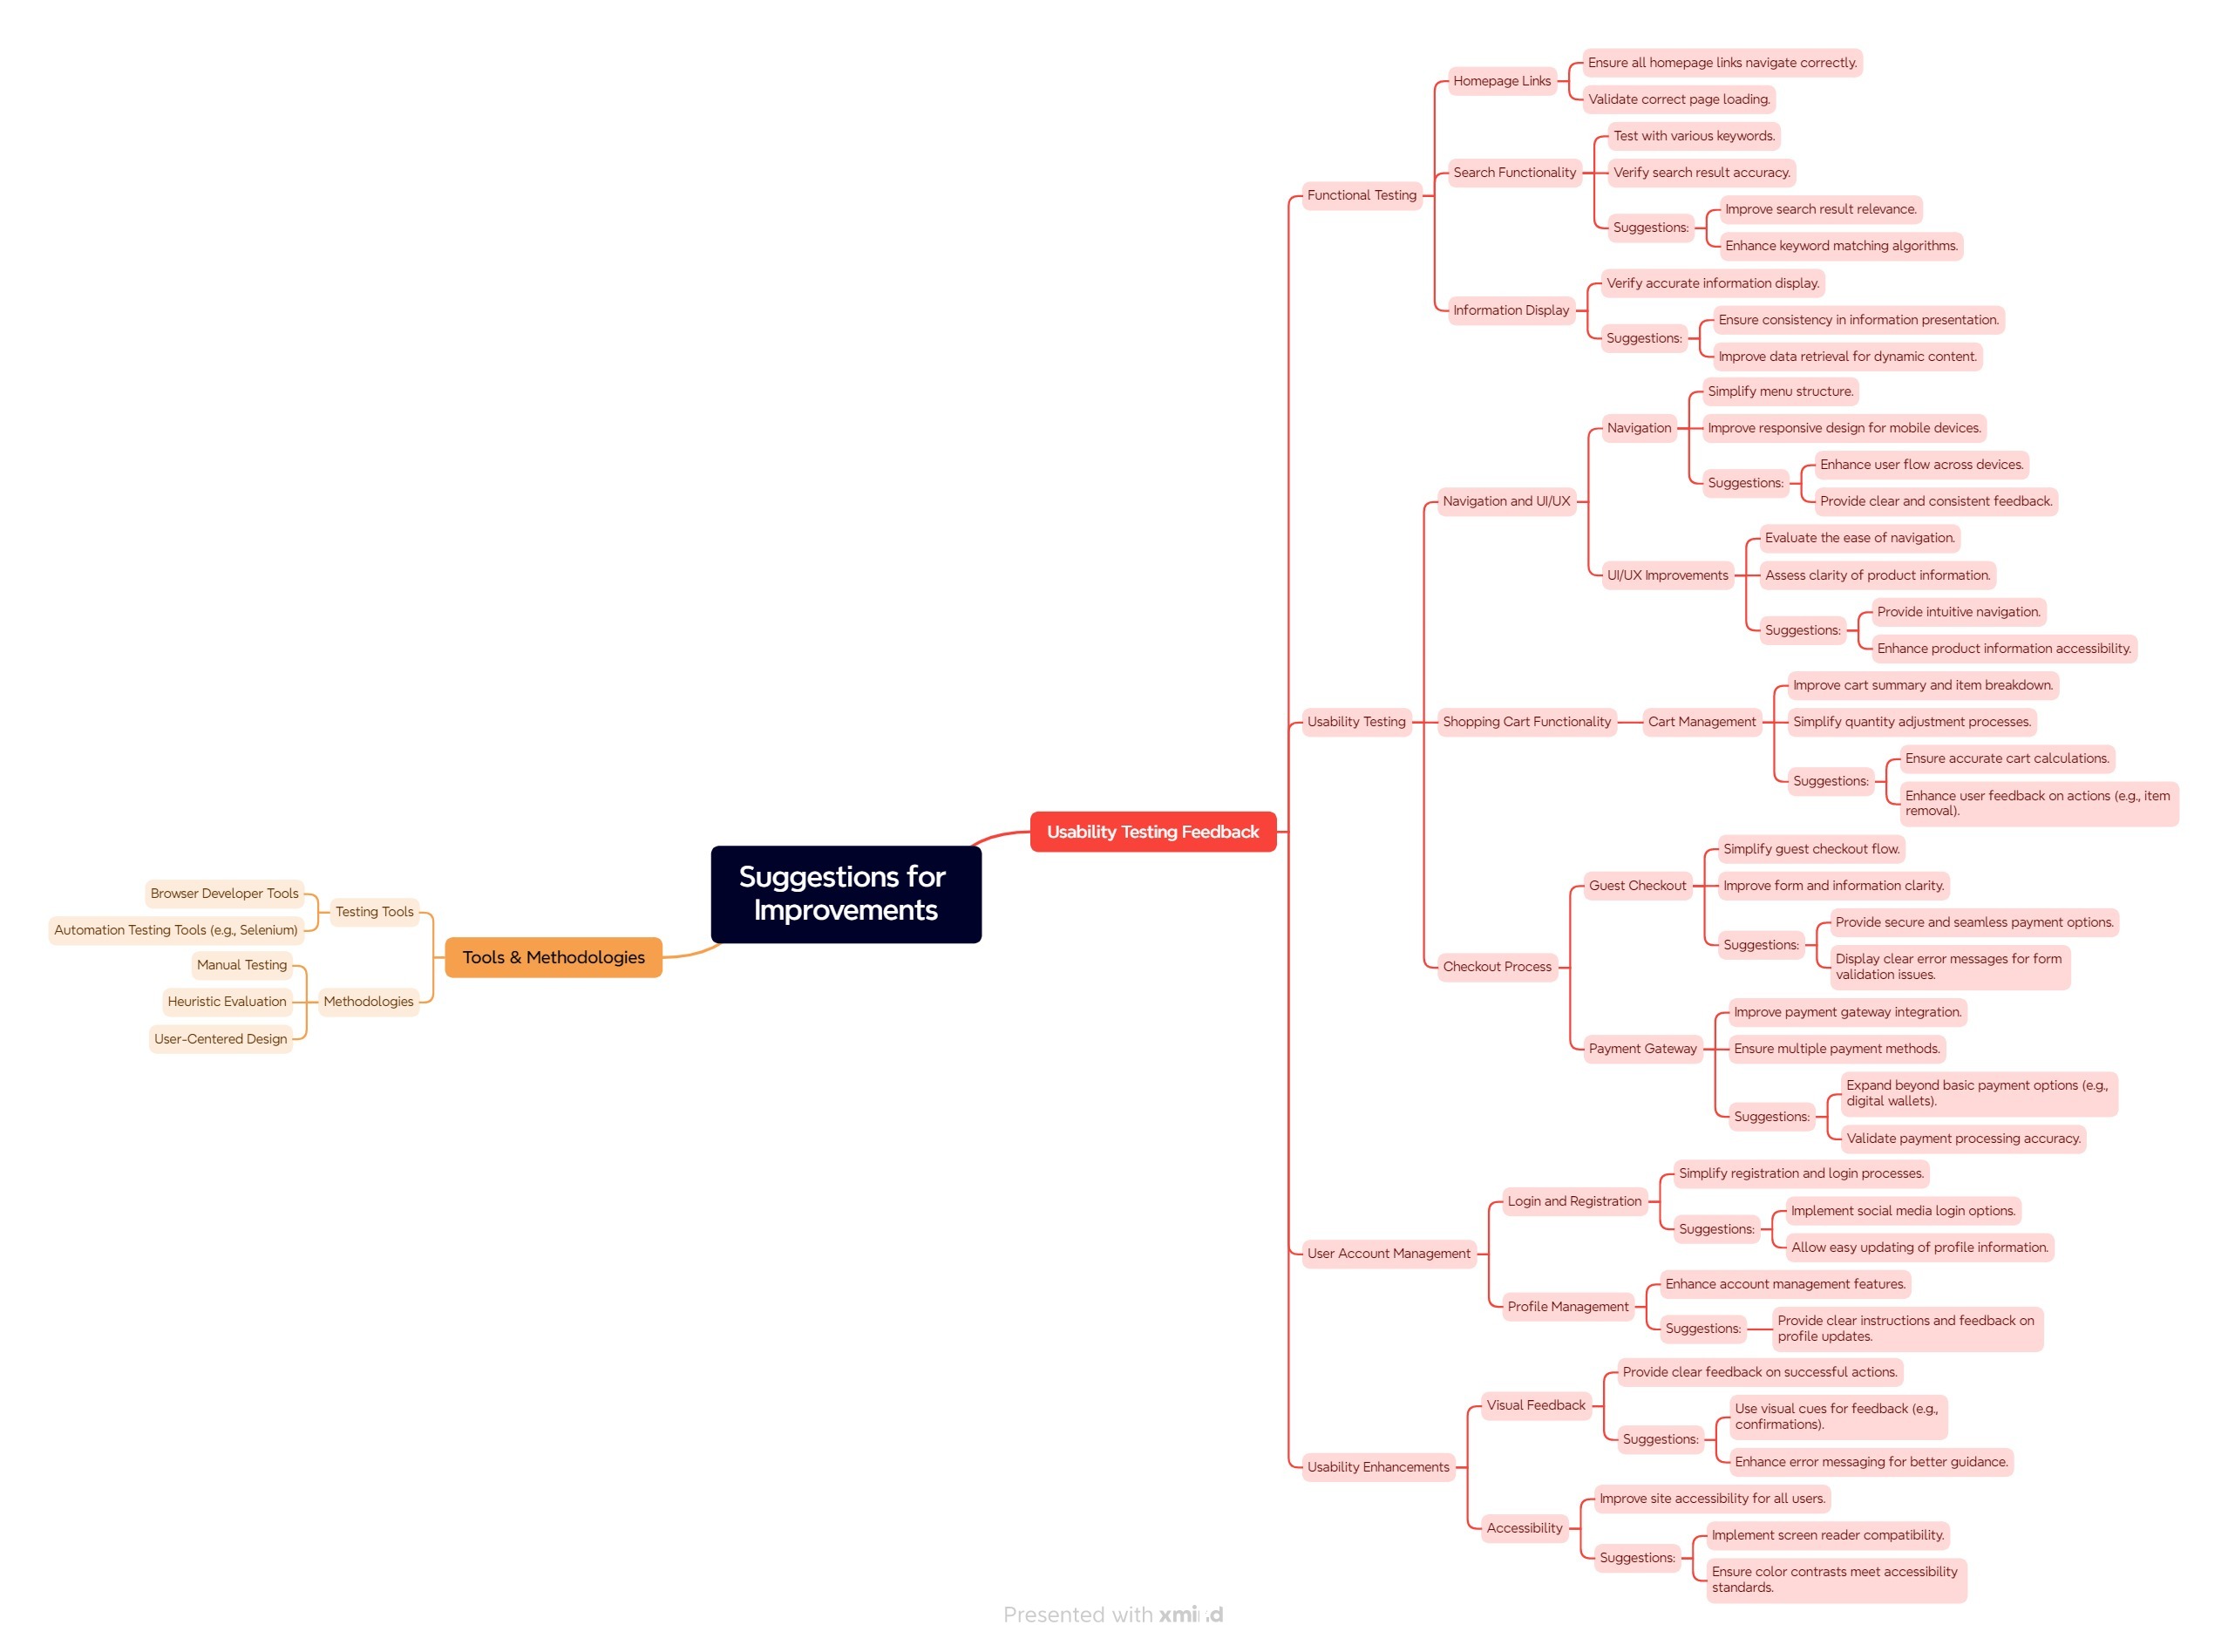 Suggestions for
Improvements
Usability Testing Feedback
Functional Testing
Homepage Links
Ensure all homepage links navigate correctly.
Validate correct page loading.
Search Functionality
Test with various keywords.
Verify search result accuracy.
Suggestions:
Improve search result relevance.
Enhance keyword matching algorithms.
Information Display
Verify accurate information display.
Suggestions:
Ensure consistency in information presentation.
Improve data retrieval for dynamic content.
Usability Testing
Navigation and UI/UX
Navigation
Simplify menu structure.
Improve responsive design for mobile devices.
Suggestions:
Enhance user flow across devices.
Provide clear and consistent feedback.
UI/UX Improvements
Evaluate the ease of navigation.
Assess clarity of product information.
Suggestions:
Provide intuitive navigation.
Enhance product information accessibility.
Shopping Cart Functionality
Cart Management
Improve cart summary and item breakdown.
Simplify quantity adjustment processes.
Suggestions:
Ensure accurate cart calculations.
Enhance user feedback on actions (e.g., item
removal).
Checkout Process
Guest Checkout
Simplify guest checkout flow.
Improve form and information clarity.
Suggestions:
Provide secure and seamless payment options.
Display clear error messages for form
validation issues.
Payment Gateway
Improve payment gateway integration.
Ensure multiple payment methods.
Suggestions:
Expand beyond basic payment options (e.g.,
digital wallets).
Validate payment processing accuracy.
User Account Management
Login and Registration
Simplify registration and login processes.
Suggestions:
Implement social media login options.
Allow easy updating of profile information.
Profile Management
Enhance account management features.
Suggestions:
Provide clear instructions and feedback on
profile updates.
Usability Enhancements
Visual Feedback
Provide clear feedback on successful actions.
Suggestions:
Use visual cues for feedback (e.g.,
confirmations).
Enhance error messaging for better guidance.
Accessibility
Improve site accessibility for all users.
Suggestions:
Implement screen reader compatibility.
Ensure color contrasts meet accessibility
standards.
Tools & Methodologies
Testing Tools
Browser Developer Tools
Automation Testing Tools (e.g., Selenium)
Methodologies
Manual Testing
Heuristic Evaluation
User-Centered Design
Presented with xmind